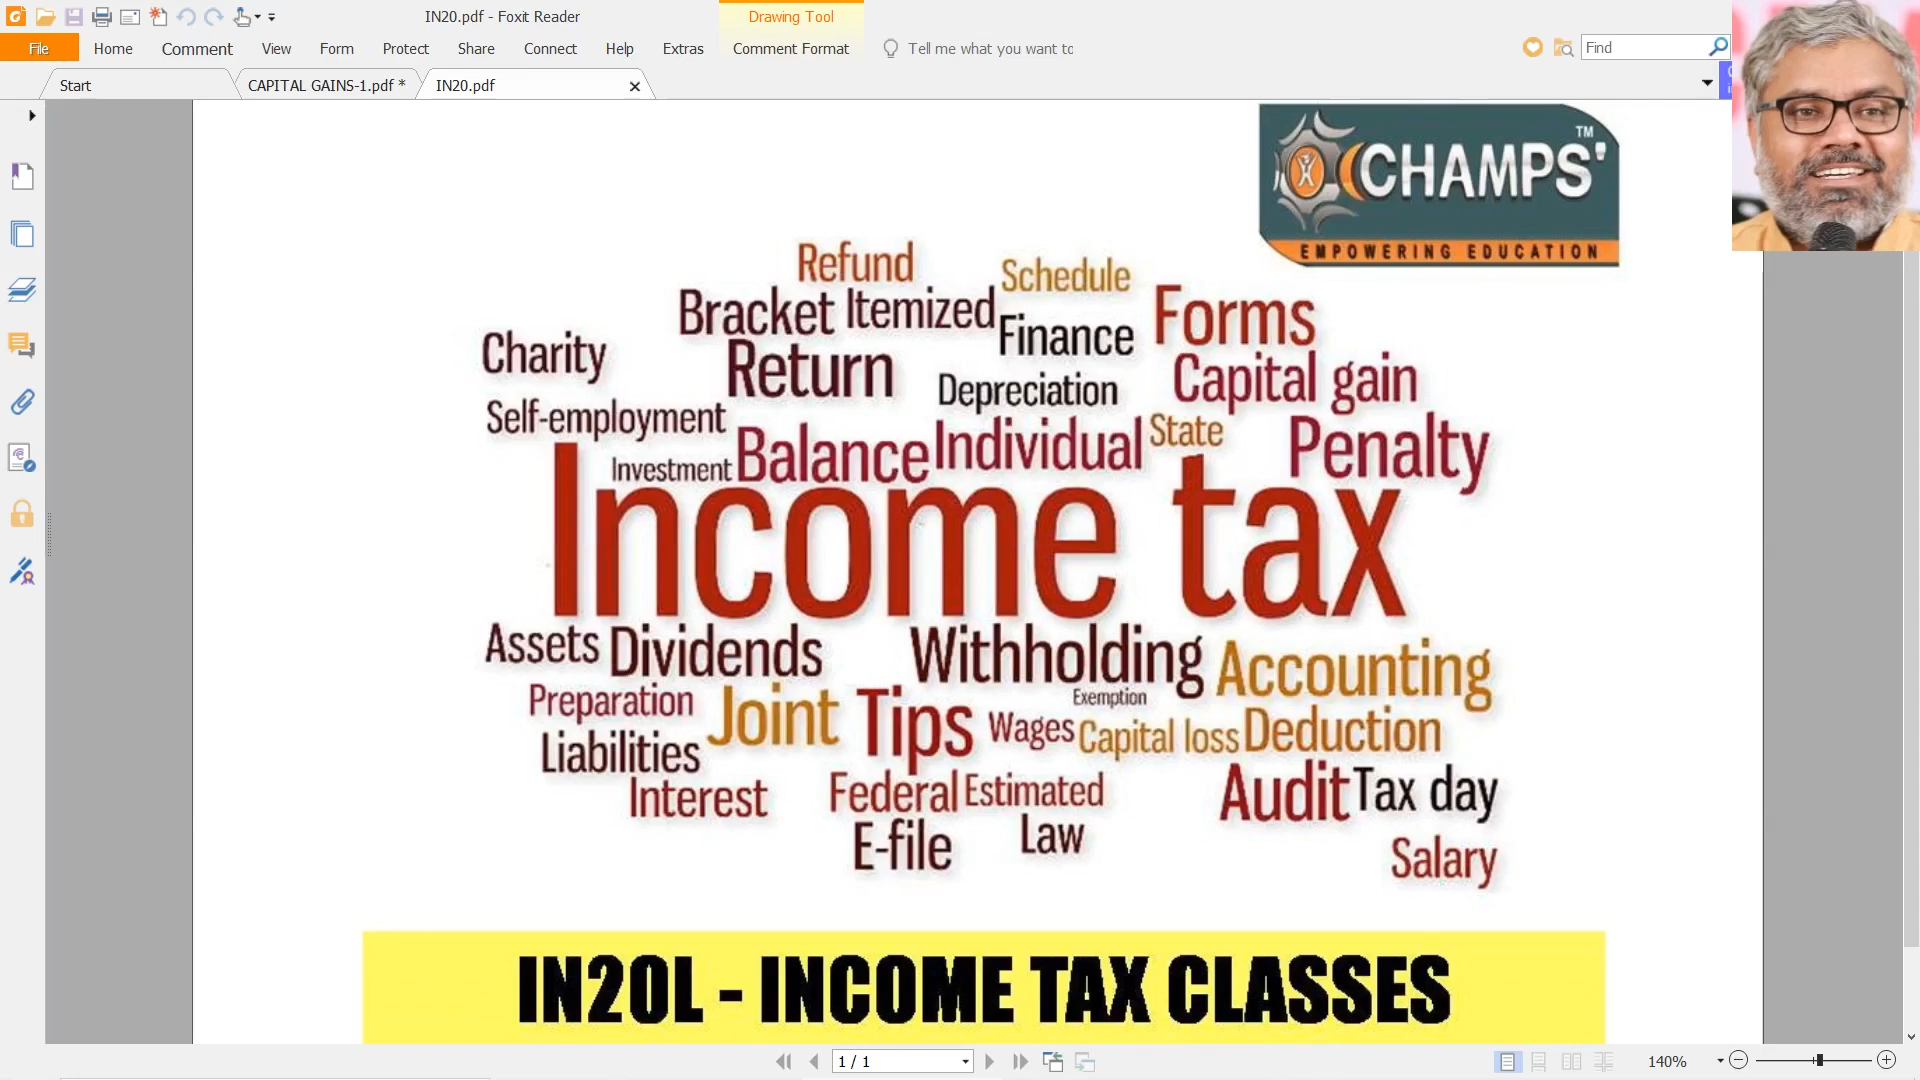 IN20.pdf - Foxit Reader
Drawing Tool
File Home Comment View Form Protect Share Connect Help Extras Comment Format Tell me what you want to
Find
Start CAPITAL GAINS-1.pdf * IN20.pdf
TM
CHAMPS'
EMPOWERING EDUCATION
Refund Schedule
Bracket Itemized Finance Forms
Charity Return Depreciation Capital gain
Self-employment Balance Individual State Penalty
Investment
Income tax
Assets Dividends Withholding Accounting
Preparation Joint Tips Wages Exemption Capital loss Deduction
Liabilities
Interest Federal Estimated Audit Tax day
E-file Law Salary
IN20L - INCOME TAX CLASSES
1 / 1
140%